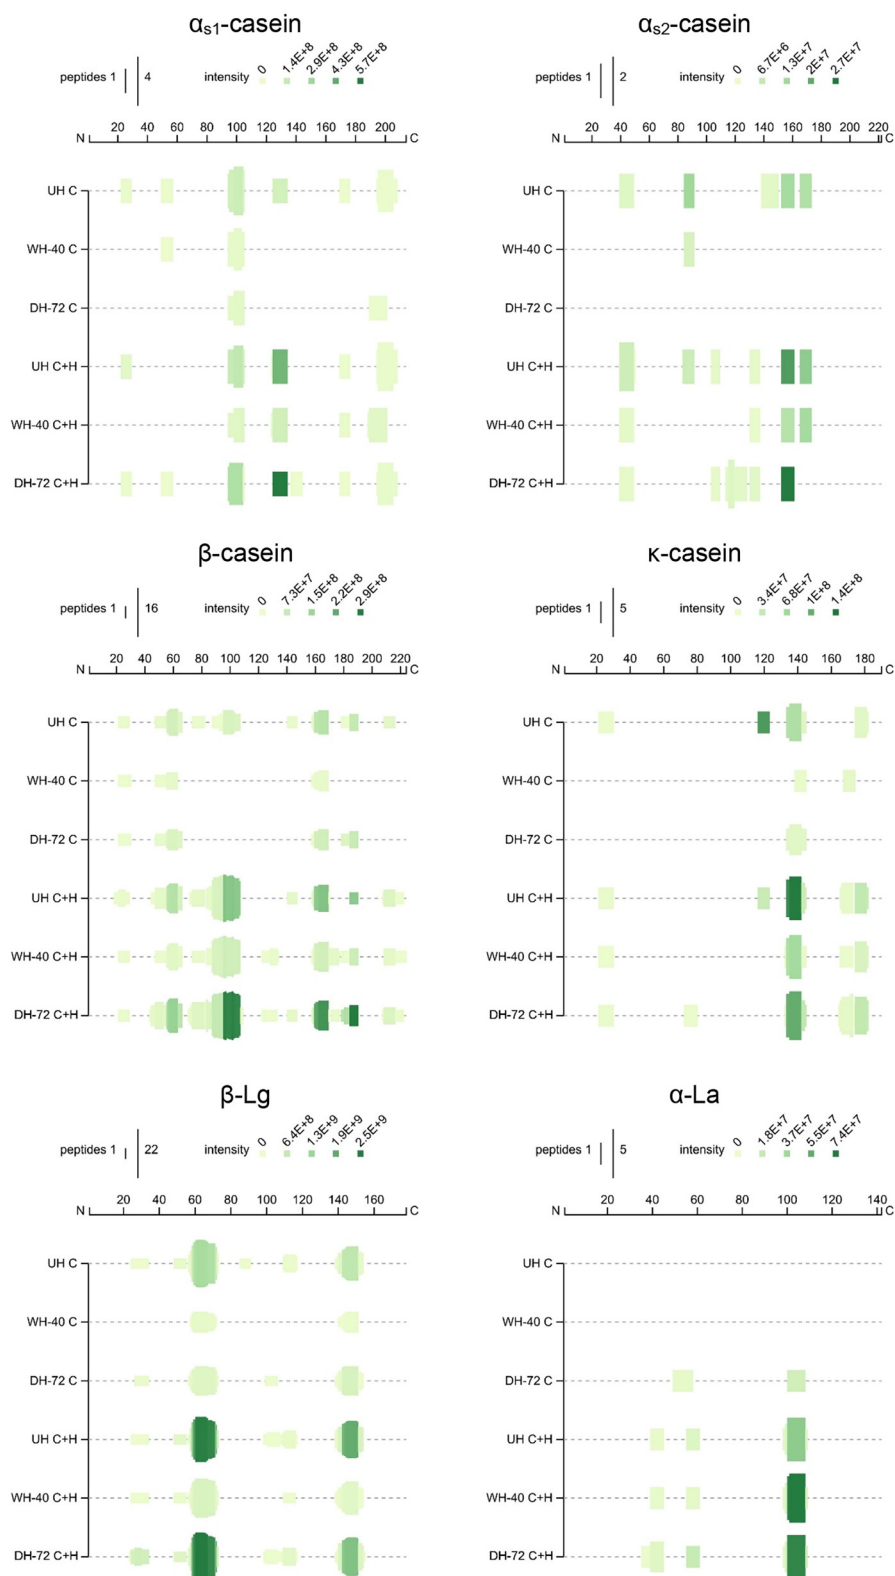 αs1-casein
peptides 1 4 intensity 0 1.4E+8 2.9E+8 4.3E+8 5.7E+8
N 20 40 60 80 100 120 140 160 180 200 C
UH C
WH-40 C
DH-72 C
UH C+H
WH-40 C+H
DH-72 C+H
αs2-casein
peptides 1 2 intensity 0 6.7E+6 1.3E+7 2E+7 2.7E+7
N 20 40 60 80 100 120 140 160 180 200 220 C
UH C
WH-40 C
DH-72 C
UH C+H
WH-40 C+H
DH-72 C+H
β-casein
peptides 1 16 intensity 0 7.3E+7 1.5E+8 2.2E+8 2.9E+8
N 20 40 60 80 100 120 140 160 180 200 220 C
UH C
WH-40 C
DH-72 C
UH C+H
WH-40 C+H
DH-72 C+H
κ-casein
peptides 1 5 intensity 0 3.4E+7 6.8E+7 1E+8 1.4E+8
N 20 40 60 80 100 120 140 160 180 C
UH C
WH-40 C
DH-72 C
UH C+H
WH-40 C+H
DH-72 C+H
β-Lg
peptides 1 22 intensity 0 6.4E+8 1.3E+9 1.9E+9 2.5E+9
N 20 40 60 80 100 120 140 160 C
UH C
WH-40 C
DH-72 C
UH C+H
WH-40 C+H
DH-72 C+H
α-La
peptides 1 5 intensity 0 1.8E+7 3.7E+7 5.5E+7 7.4E+7
N 20 40 60 80 100 120 140 C
UH C
WH-40 C
DH-72 C
UH C+H
WH-40 C+H
DH-72 C+H